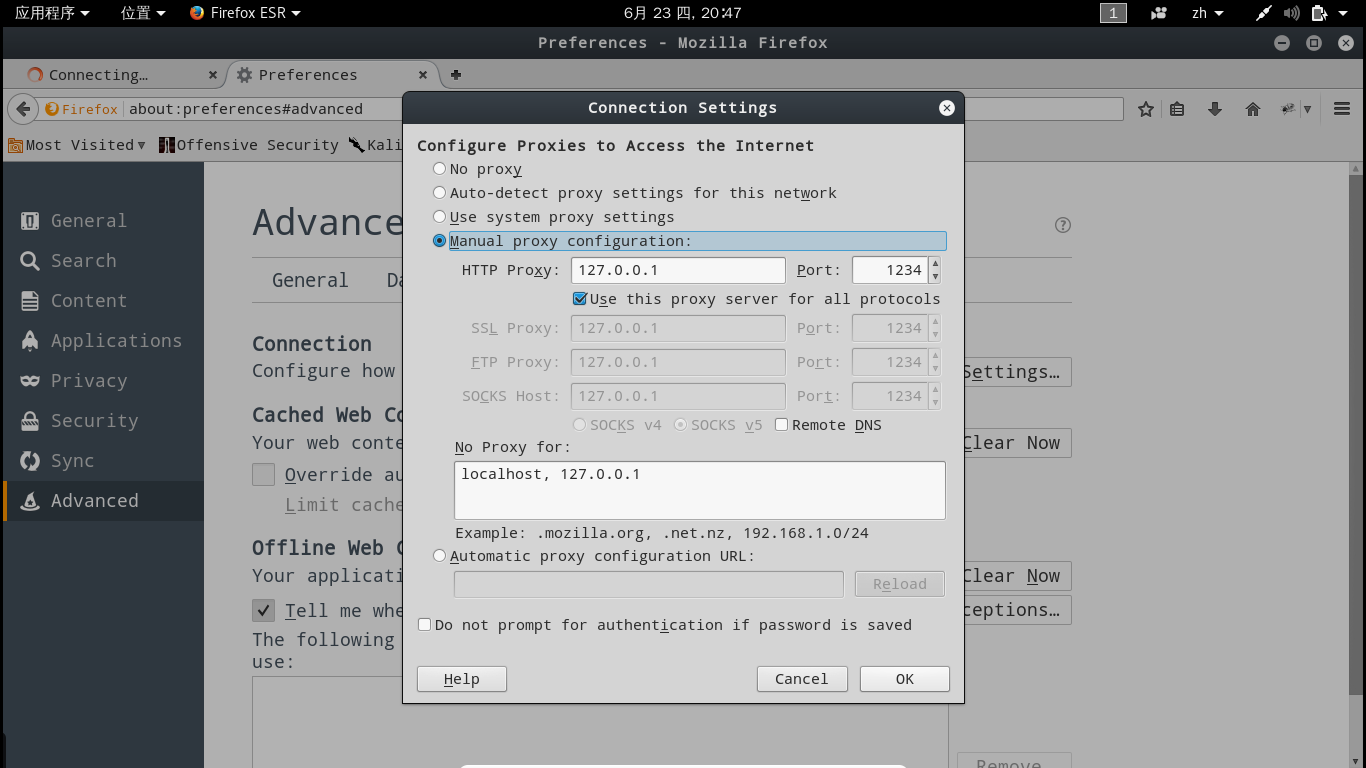 应用程序 位置 Firefox ESR 6月 23 四, 20:47 1 zh
Preferences - Mozilla Firefox
Connecting… Preferences
Firefox about:preferences#advanced
Most Visited Offensive Security Kali
Connection Settings
Configure Proxies to Access the Internet
No proxy
Auto-detect proxy settings for this network
Use system proxy settings
Manual proxy configuration:
HTTP Proxy: 127.0.0.1 Port: 1234
Use this proxy server for all protocols
SSL Proxy: 127.0.0.1 Port: 1234
FTP Proxy: 127.0.0.1 Port: 1234
SOCKS Host: 127.0.0.1 Port: 1234
SOCKS v4 SOCKS v5 Remote DNS
No Proxy for:
localhost, 127.0.0.1
Example: .mozilla.org, .net.nz, 192.168.1.0/24
Automatic proxy configuration URL:
Reload
Do not prompt for authentication if password is saved
Help Cancel OK
General
Search
Content
Applications
Privacy
Security
Sync
Advanced
Advance
General Da
Connection
Configure how Settings…
Cached Web Co
Your web conte Clear Now
Override au
Limit cache
Offline Web C
Your applicati Clear Now
Tell me whe ceptions…
The following
use:
Remove…